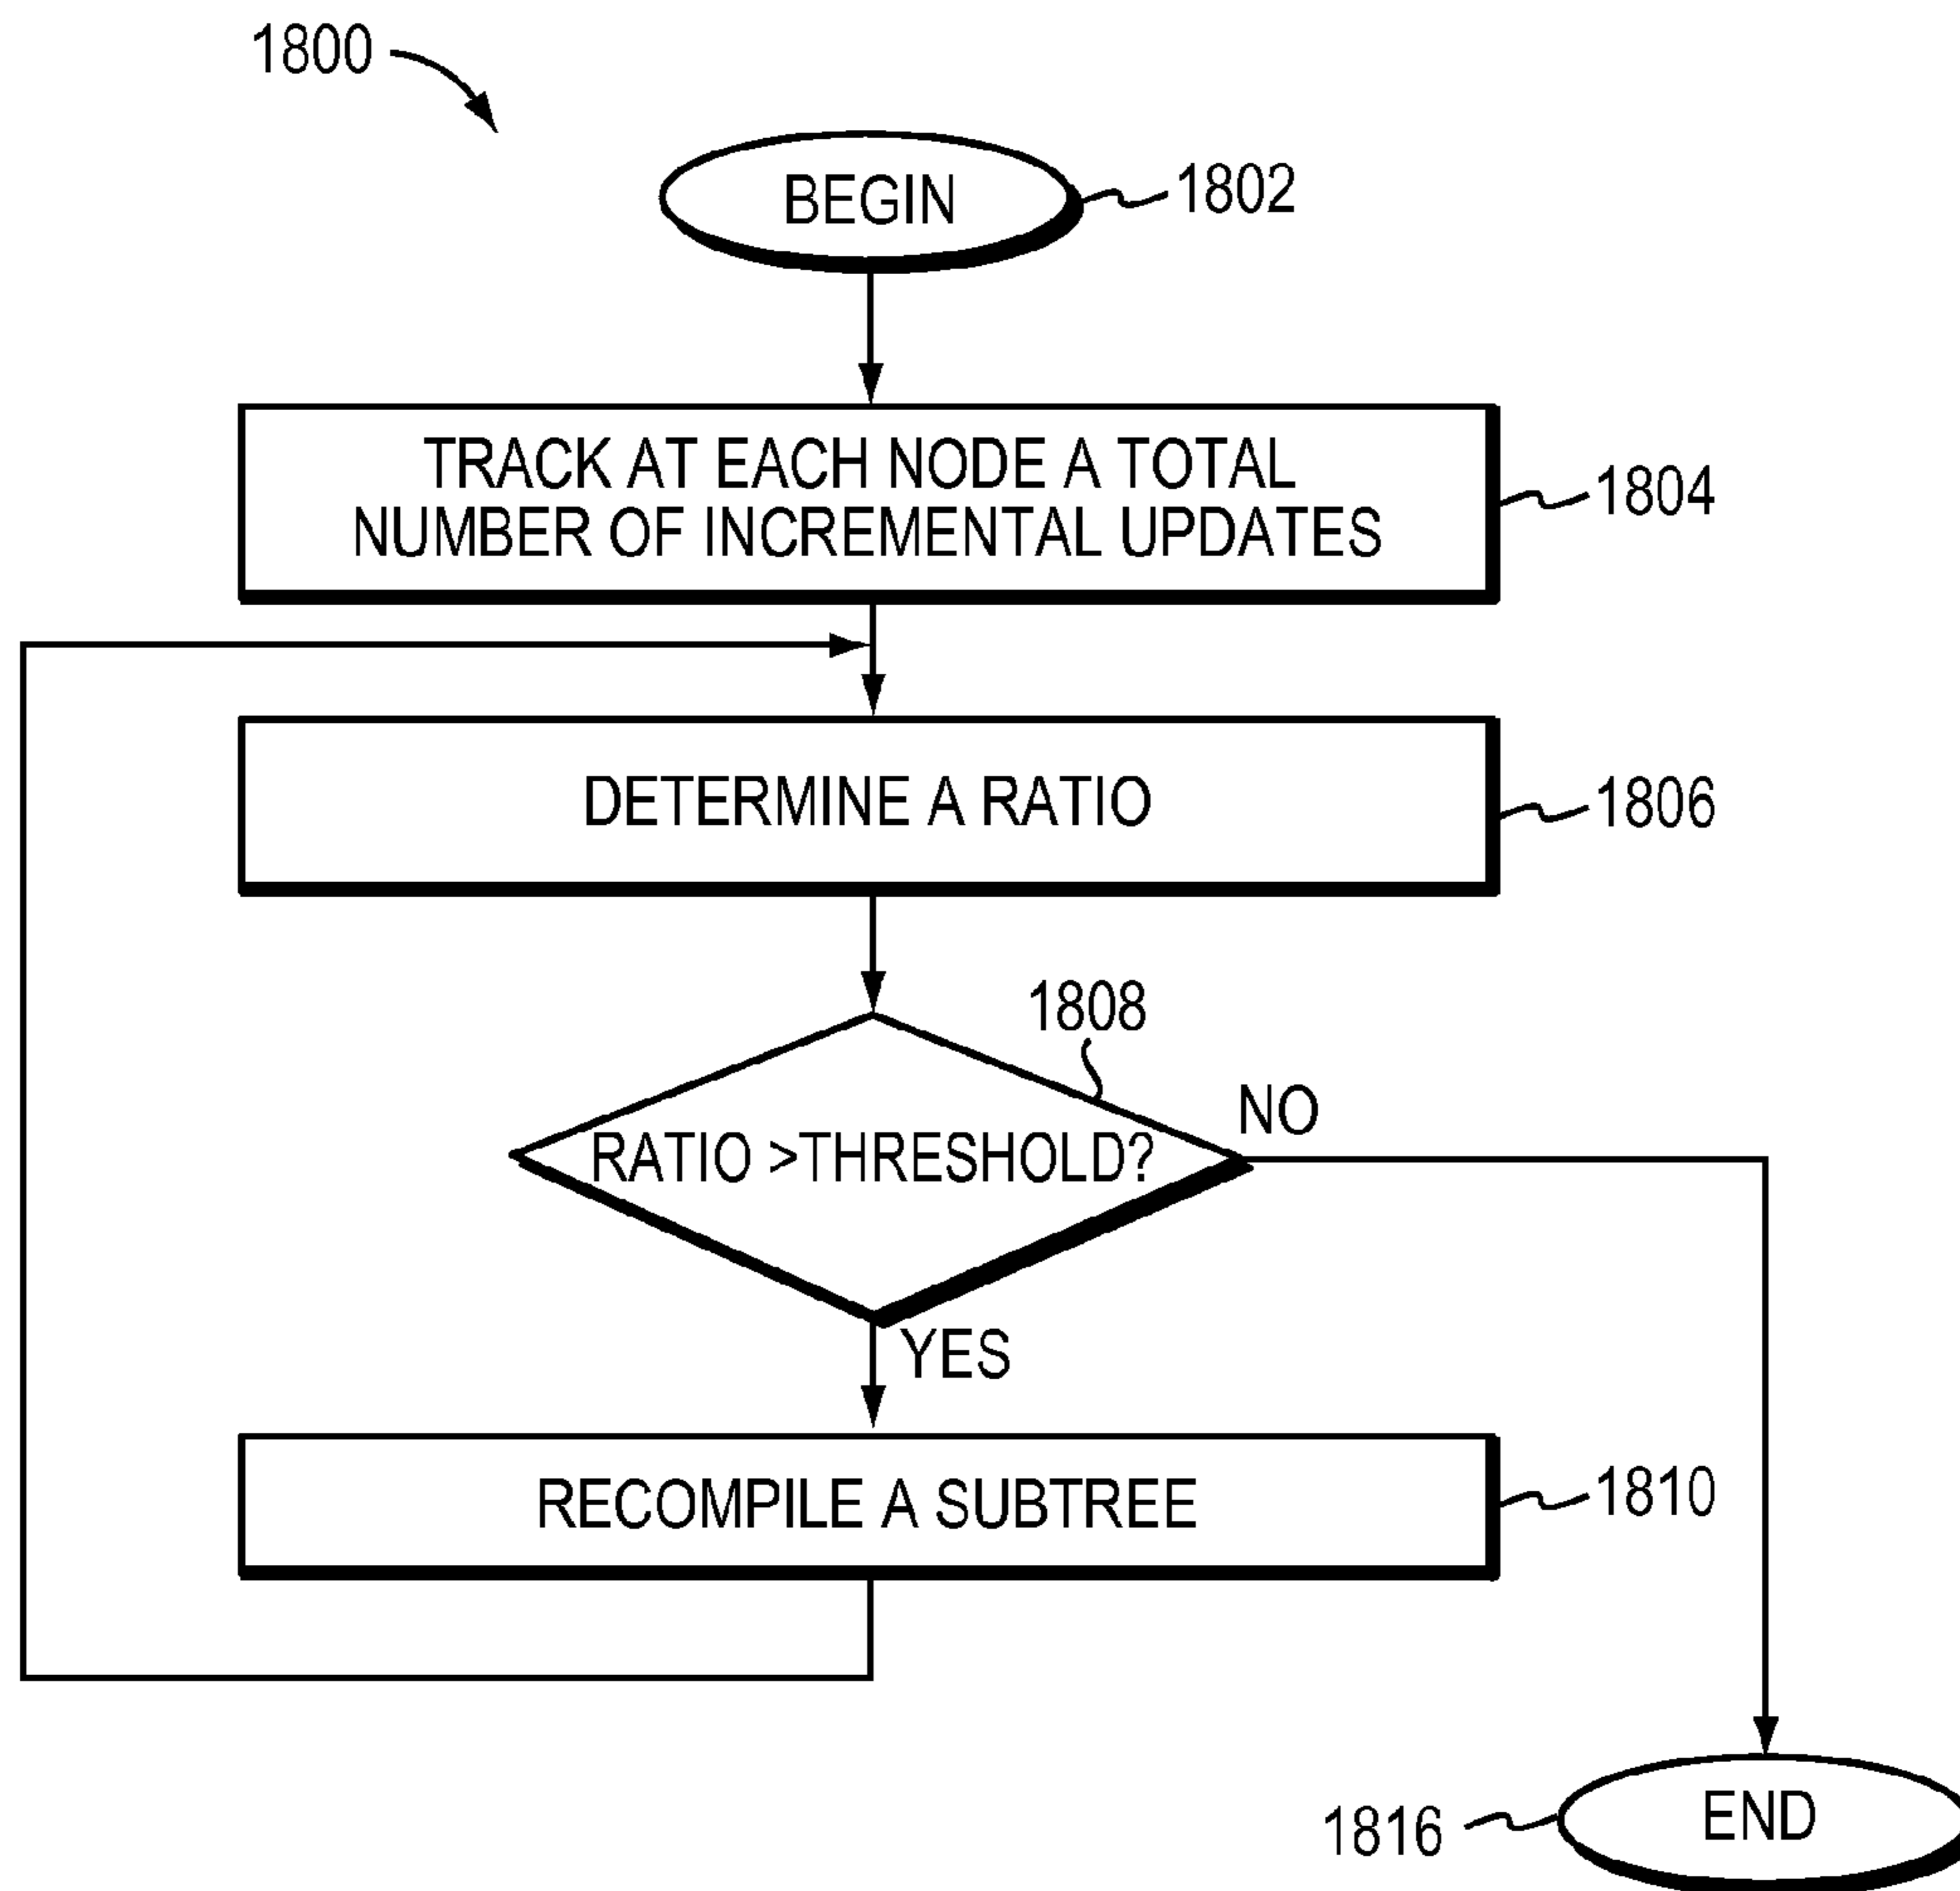 1800
BEGIN
1802
TRACK AT EACH NODE A TOTAL
NUMBER OF INCREMENTAL UPDATES
1804
DETERMINE A RATIO
1806
1808
RATIO >THRESHOLD?
NO
YES
RECOMPILE A SUBTREE
1810
END
1816